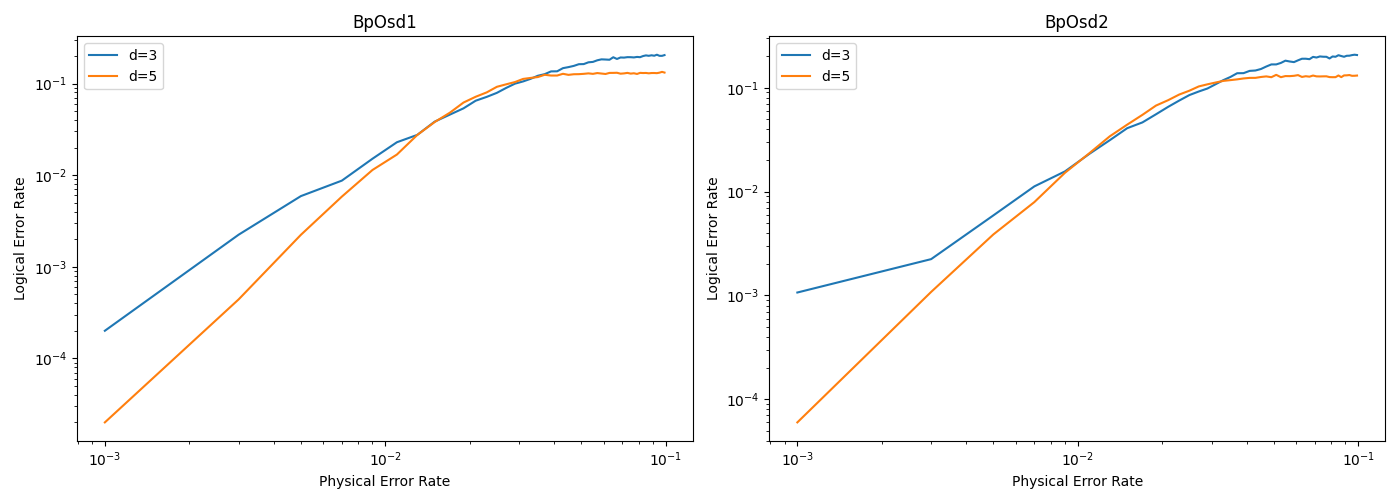 BpOsd1
d=3
d=5
Logical Error Rate
10⁻¹
10⁻²
10⁻³
10⁻⁴
10⁻³
10⁻²
10⁻¹
Physical Error Rate
BpOsd2
d=3
d=5
Logical Error Rate
10⁻¹
10⁻²
10⁻³
10⁻⁴
10⁻³
10⁻²
10⁻¹
Physical Error Rate